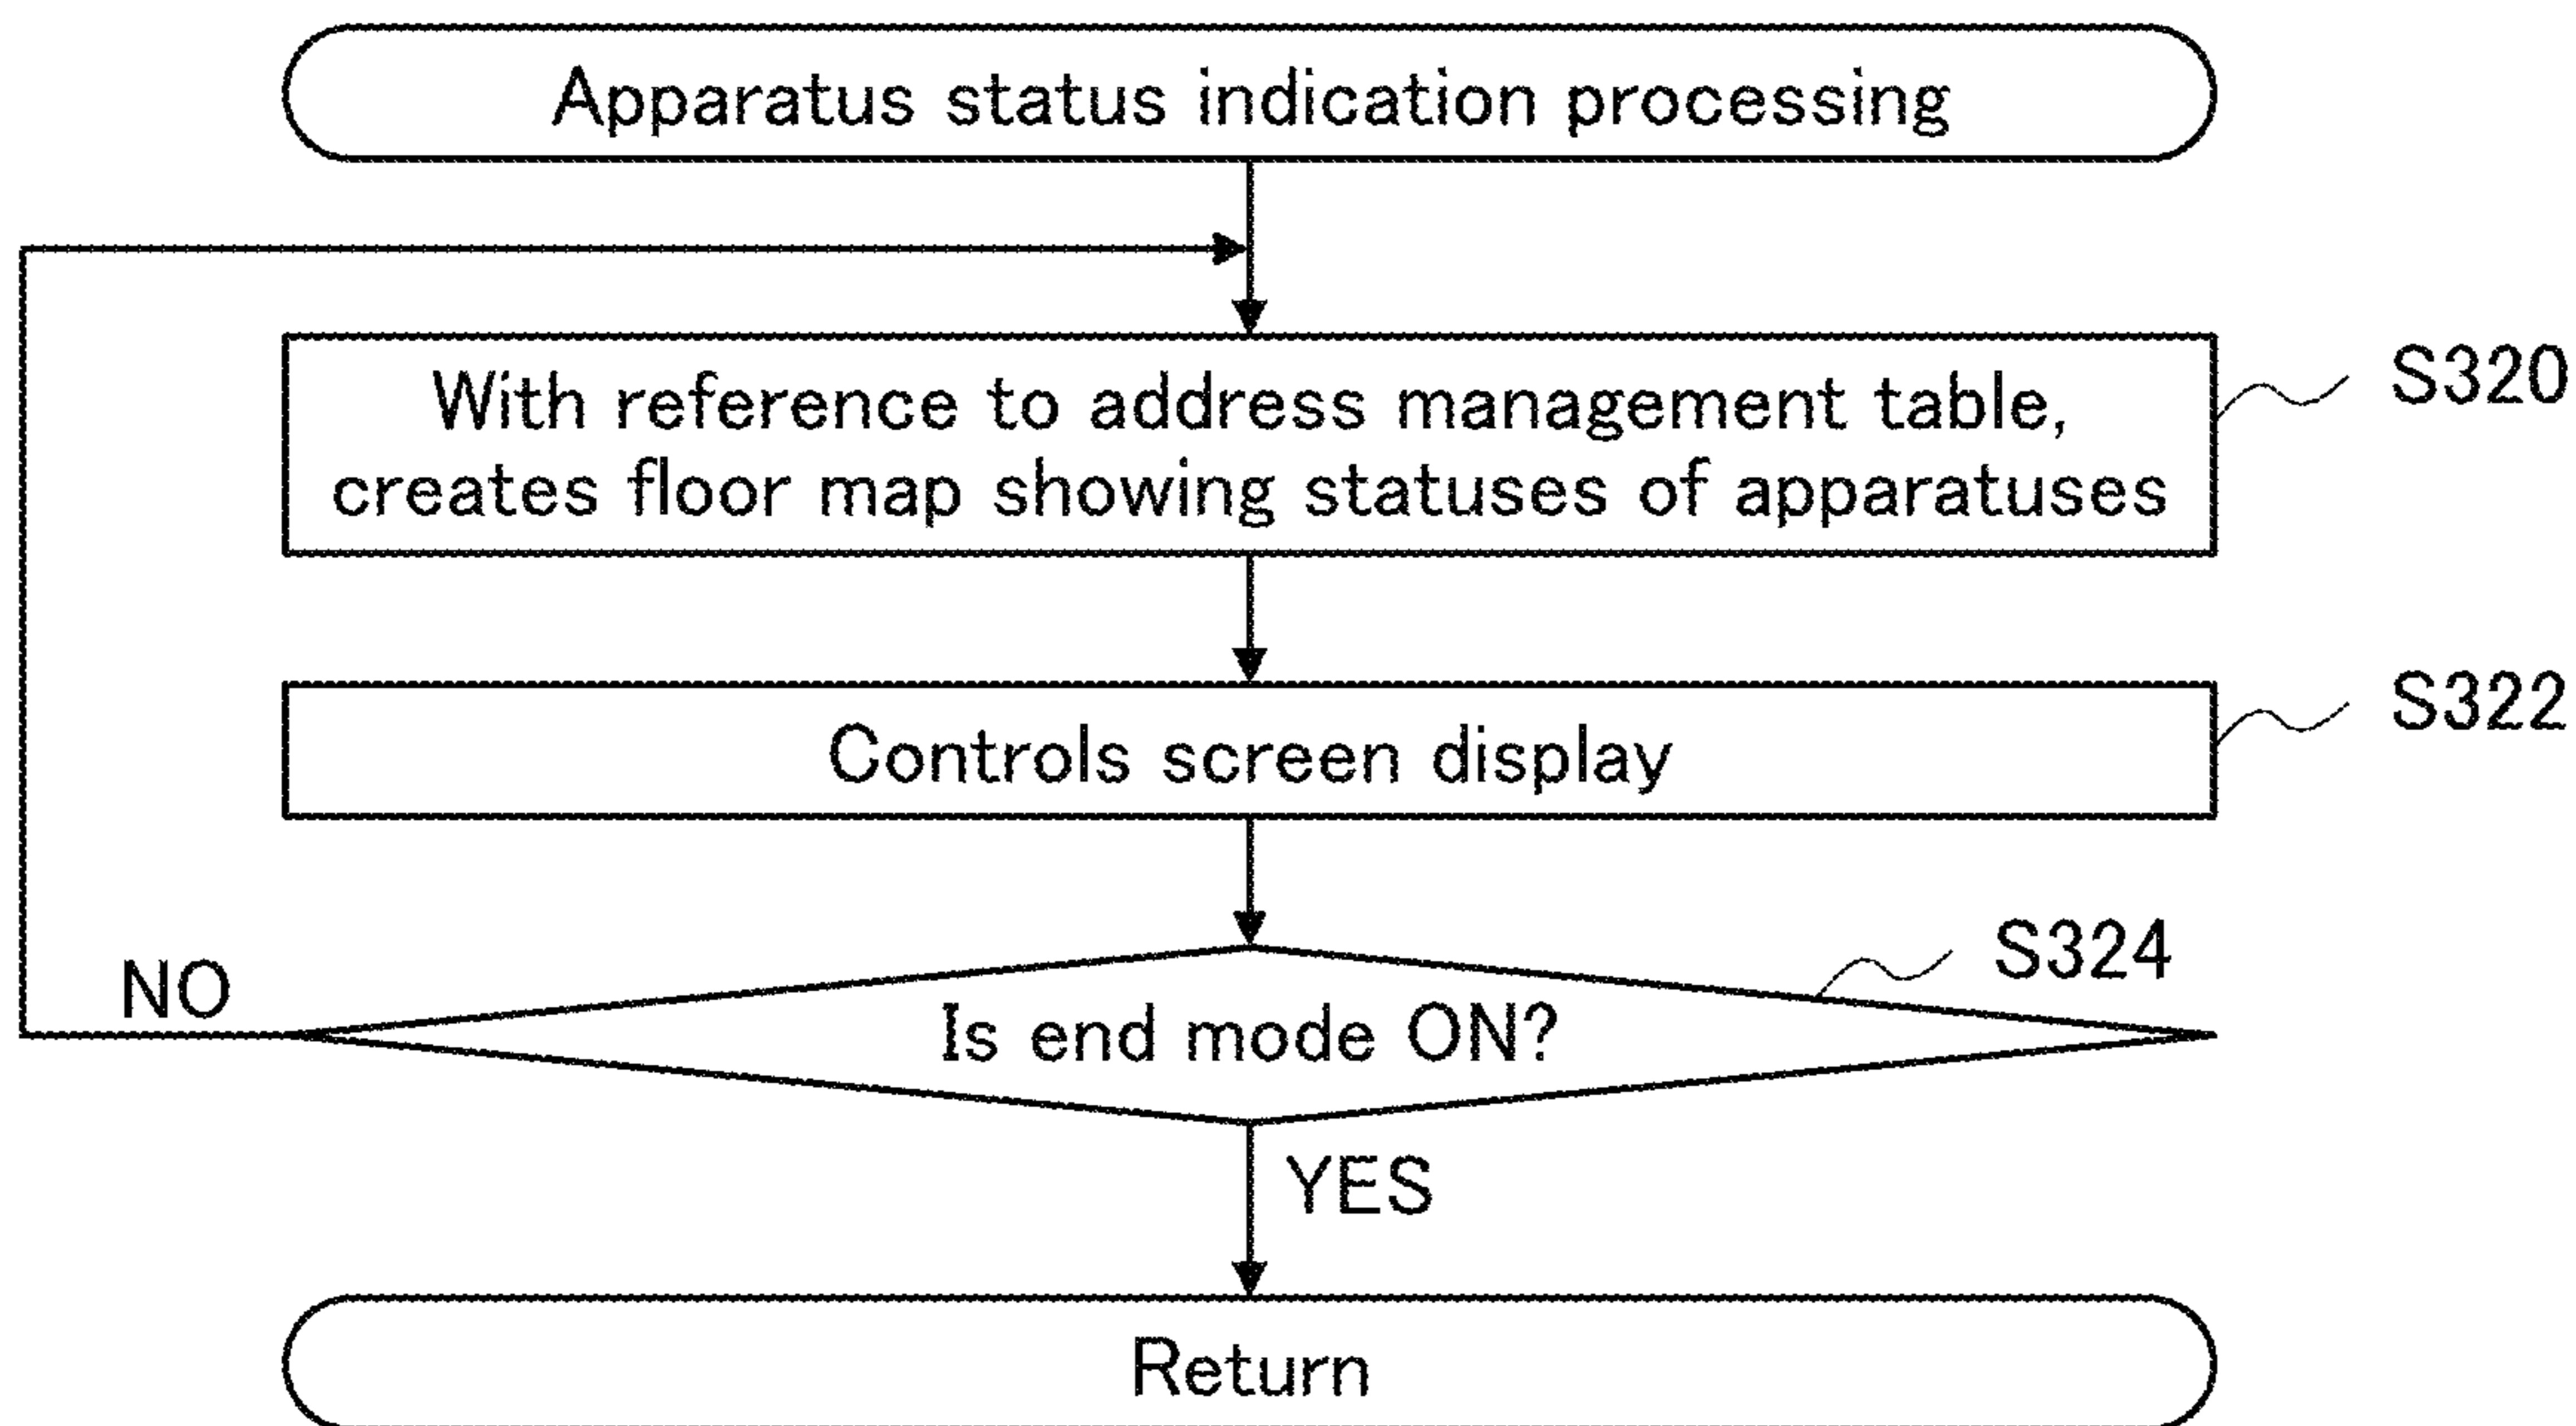 Apparatus status indication processing
With reference to address management table,
creates floor map showing statuses of apparatuses
S320
Controls screen display
S322
S324
Is end mode ON?
NO
YES
Return